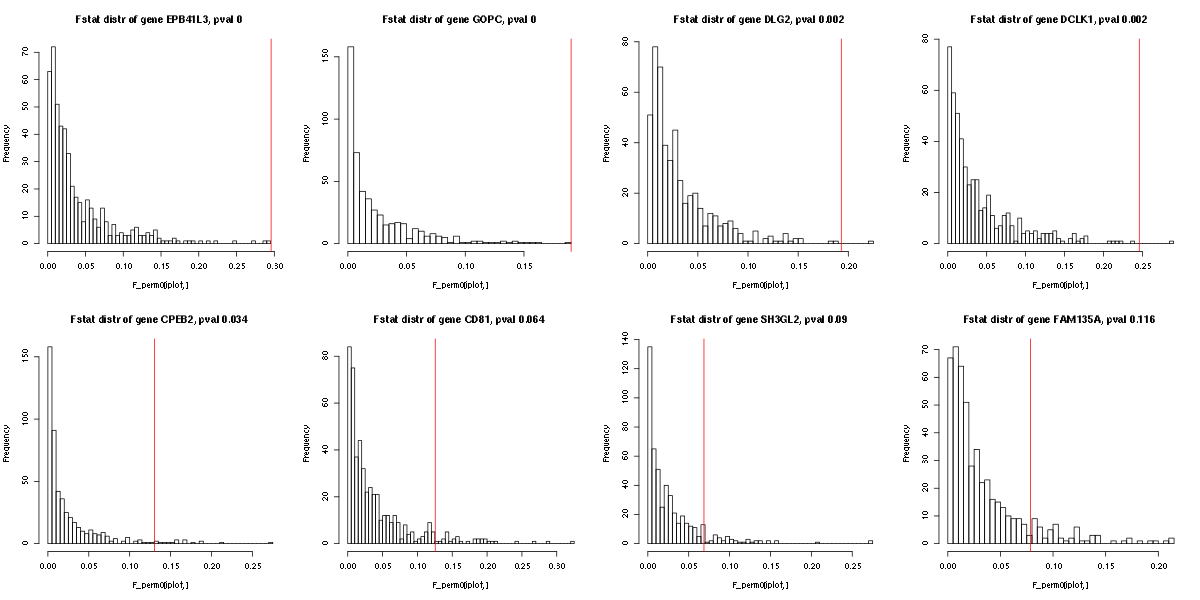 Fstat distr of gene EPB41L3, pval 0
Frequency
0 10 20 30 40 50 60 70
0.00 0.05 0.10 0.15 0.20 0.25 0.30
F_perm0[iplot,]
Fstat distr of gene GOPC, pval 0
Frequency
0 50 100 150
0.00 0.05 0.10 0.15
F_perm0[iplot,]
Fstat distr of gene DLG2, pval 0.002
Frequency
0 20 40 60 80
0.00 0.05 0.10 0.15 0.20
F_perm0[iplot,]
Fstat distr of gene DCLK1, pval 0.002
Frequency
0 20 40 60 80
0.00 0.05 0.10 0.15 0.20 0.25
F_perm0[iplot,]
Fstat distr of gene CPEB2, pval 0.034
Frequency
0 50 100 150
0.00 0.05 0.10 0.15 0.20 0.25
F_perm0[iplot,]
Fstat distr of gene CD81, pval 0.064
Frequency
0 20 40 60 80
0.00 0.05 0.10 0.15 0.20 0.25 0.30
F_perm0[iplot,]
Fstat distr of gene SH3GL2, pval 0.09
Frequency
0 20 40 60 80 100 120 140
0.00 0.05 0.10 0.15 0.20 0.25
F_perm0[iplot,]
Fstat distr of gene FAM135A, pval 0.116
Frequency
0 10 20 30 40 50 60 70
0.00 0.05 0.10 0.15 0.20
F_perm0[iplot,]